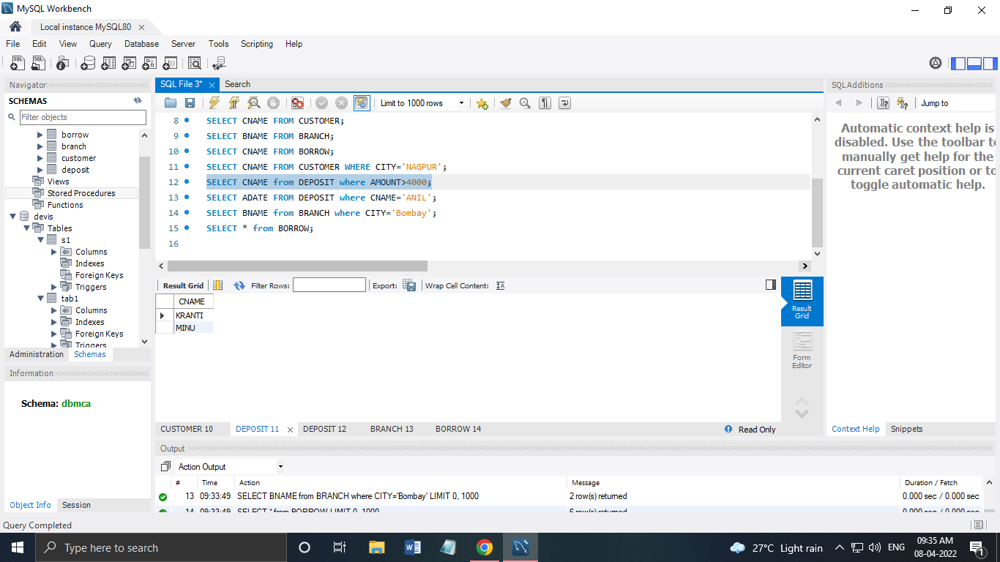 MySQL Workbench
Local instance MySQL80
File Edit View Query Database Server Tools Scripting Help
Navigator
SCHEMAS
Filter objects
borrow
branch
customer
deposit
Views
Stored Procedures
Functions
devis
Tables
s1
Columns
Indexes
Foreign Keys
Triggers
tab1
Columns
Indexes
Foreign Keys
Triggers
Administration Schemas
Information
Schema: dbmca
Object Info Session
SQL File 3* Search
Limit to 1000 rows
8 SELECT CNAME FROM CUSTOMER;
9 SELECT BNAME FROM BRANCH;
10 SELECT CNAME FROM BORROW;
11 SELECT CNAME FROM CUSTOMER WHERE CITY='NAGPUR';
12 SELECT CNAME from DEPOSIT where AMOUNT>4000;
13 SELECT ADATE FROM DEPOSIT where CNAME='ANIL';
14 SELECT BNAME from BRANCH where CITY='Bombay';
15 SELECT * from BORROW;
16
Result Grid Filter Rows: Export: Wrap Cell Content:
CNAME
KRANTI
MINU
Result
Grid
Form
Editor
CUSTOMER 10 DEPOSIT 11 DEPOSIT 12 BRANCH 13 BORROW 14 Read Only
SQLAdditions
Jump to
Automatic context help is
disabled. Use the toolbar to
manually get help for the
current caret position or to
toggle automatic help.
Context Help Snippets
Output
Action Output
# Time Action Message Duration / Fetch
13 09:33:49 SELECT BNAME from BRANCH where CITY='Bombay' LIMIT 0, 1000 2 row(s) returned 0.000 sec / 0.000 sec
14 09:33:49 SELECT * from BORROW LIMIT 0, 1000 6 row(s) returned 0.000 sec / 0.000 sec
Query Completed
Type here to search
27°C Light rain ENG 09:35 AM
08-04-2022
1